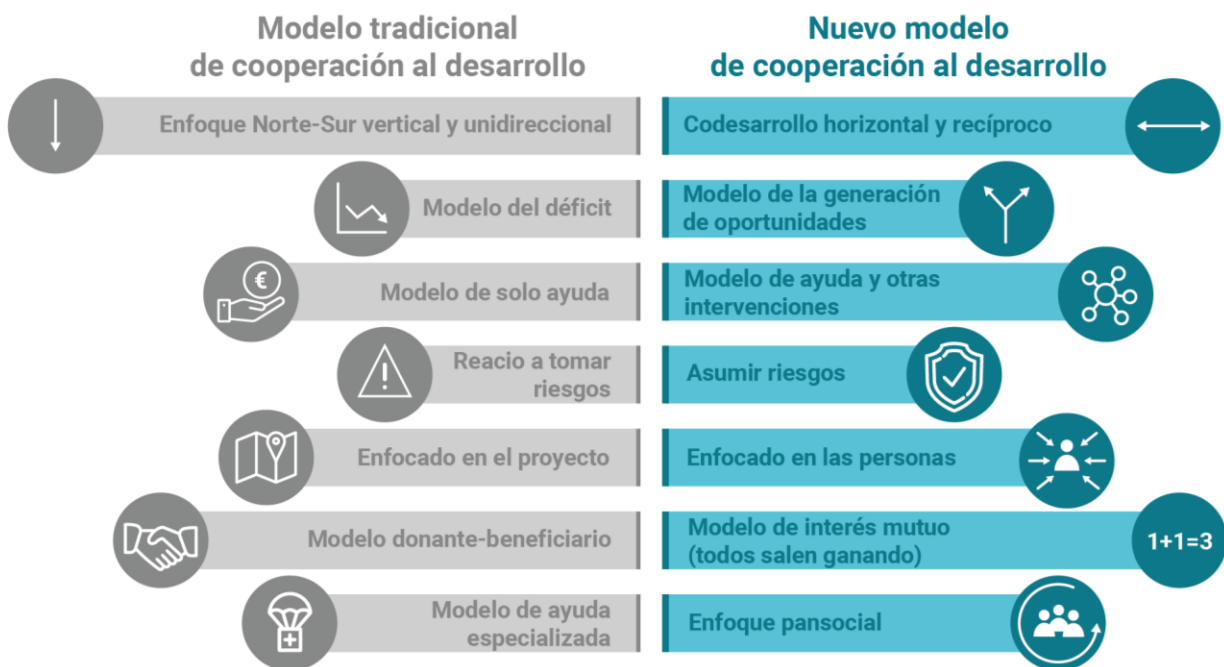 Modelo tradicional
de cooperación al desarrollo
Nuevo modelo
de cooperación al desarrollo
Enfoque Norte-Sur vertical y unidireccional
Codesarrollo horizontal y recíproco
Modelo del déficit
Modelo de la generación
de oportunidades
€
Modelo de solo ayuda
Modelo de ayuda y otras
intervenciones
!
Reacio a tomar
riesgos
Asumir riesgos
Enfocado en el proyecto
Enfocado en las personas
Modelo donante-beneficiario
Modelo de interés mutuo
(todos salen ganando)
1+1=3
Modelo de ayuda
especializada
Enfoque pansocial